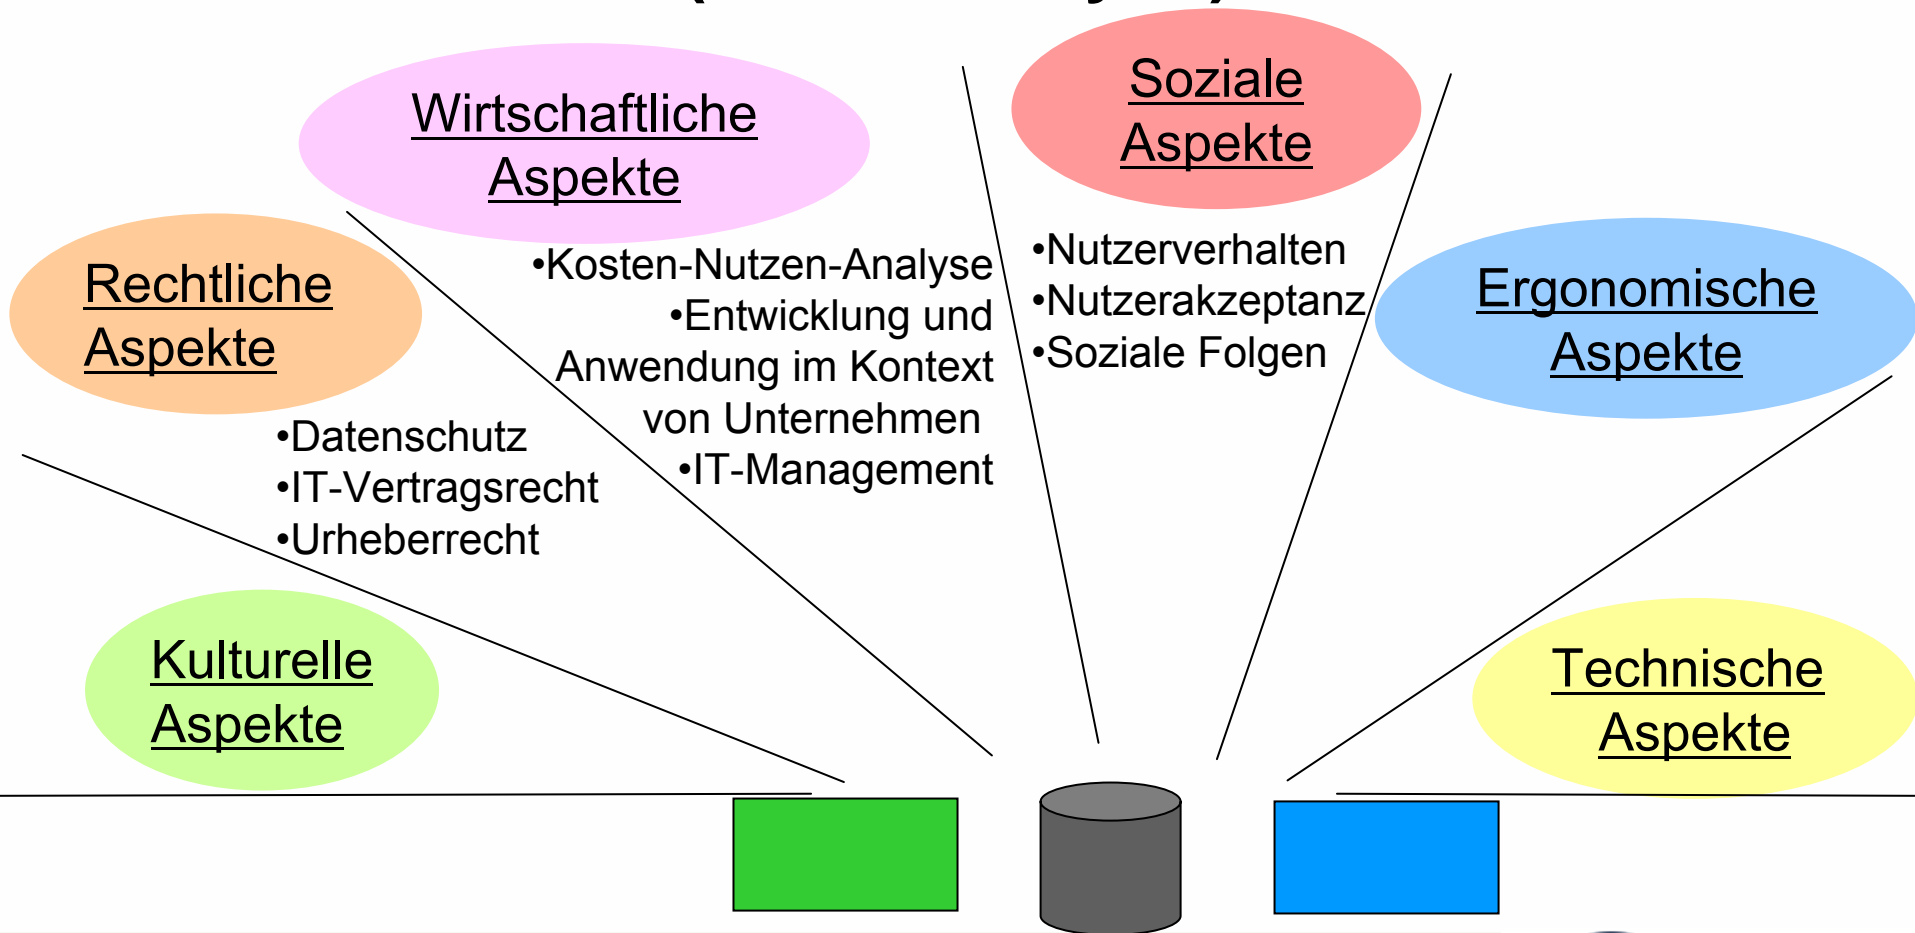 Wirtschaftliche
Aspekte
Soziale
Aspekte
Rechtliche
Aspekte
•Kosten-Nutzen-Analyse
•Entwicklung und
Anwendung im Kontext
von Unternehmen
•IT-Management
•Nutzerverhalten
•Nutzerakzeptanz
•Soziale Folgen
Ergonomische
Aspekte
•Datenschutz
•IT-Vertragsrecht
•Urheberrecht
Kulturelle
Aspekte
Technische
Aspekte